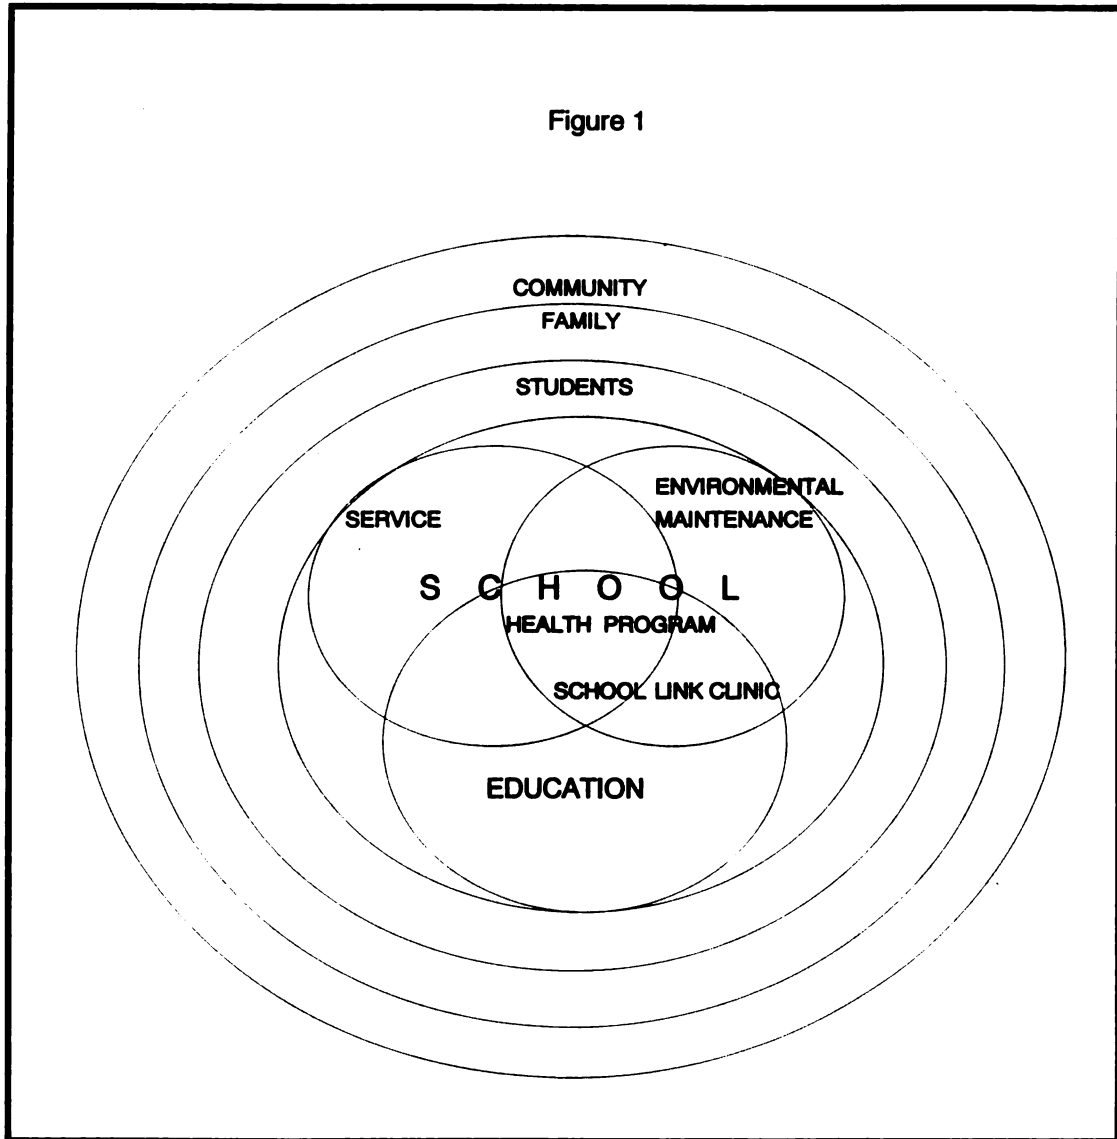 Figure 1
COMMUNITY
FAMILY
STUDENTS
ENVIRONMENTAL
SERVICE MAINTENANCE
S C H O O L
HEALTH PROGRAM
SCHOOL LINK CLINIC
EDUCATION